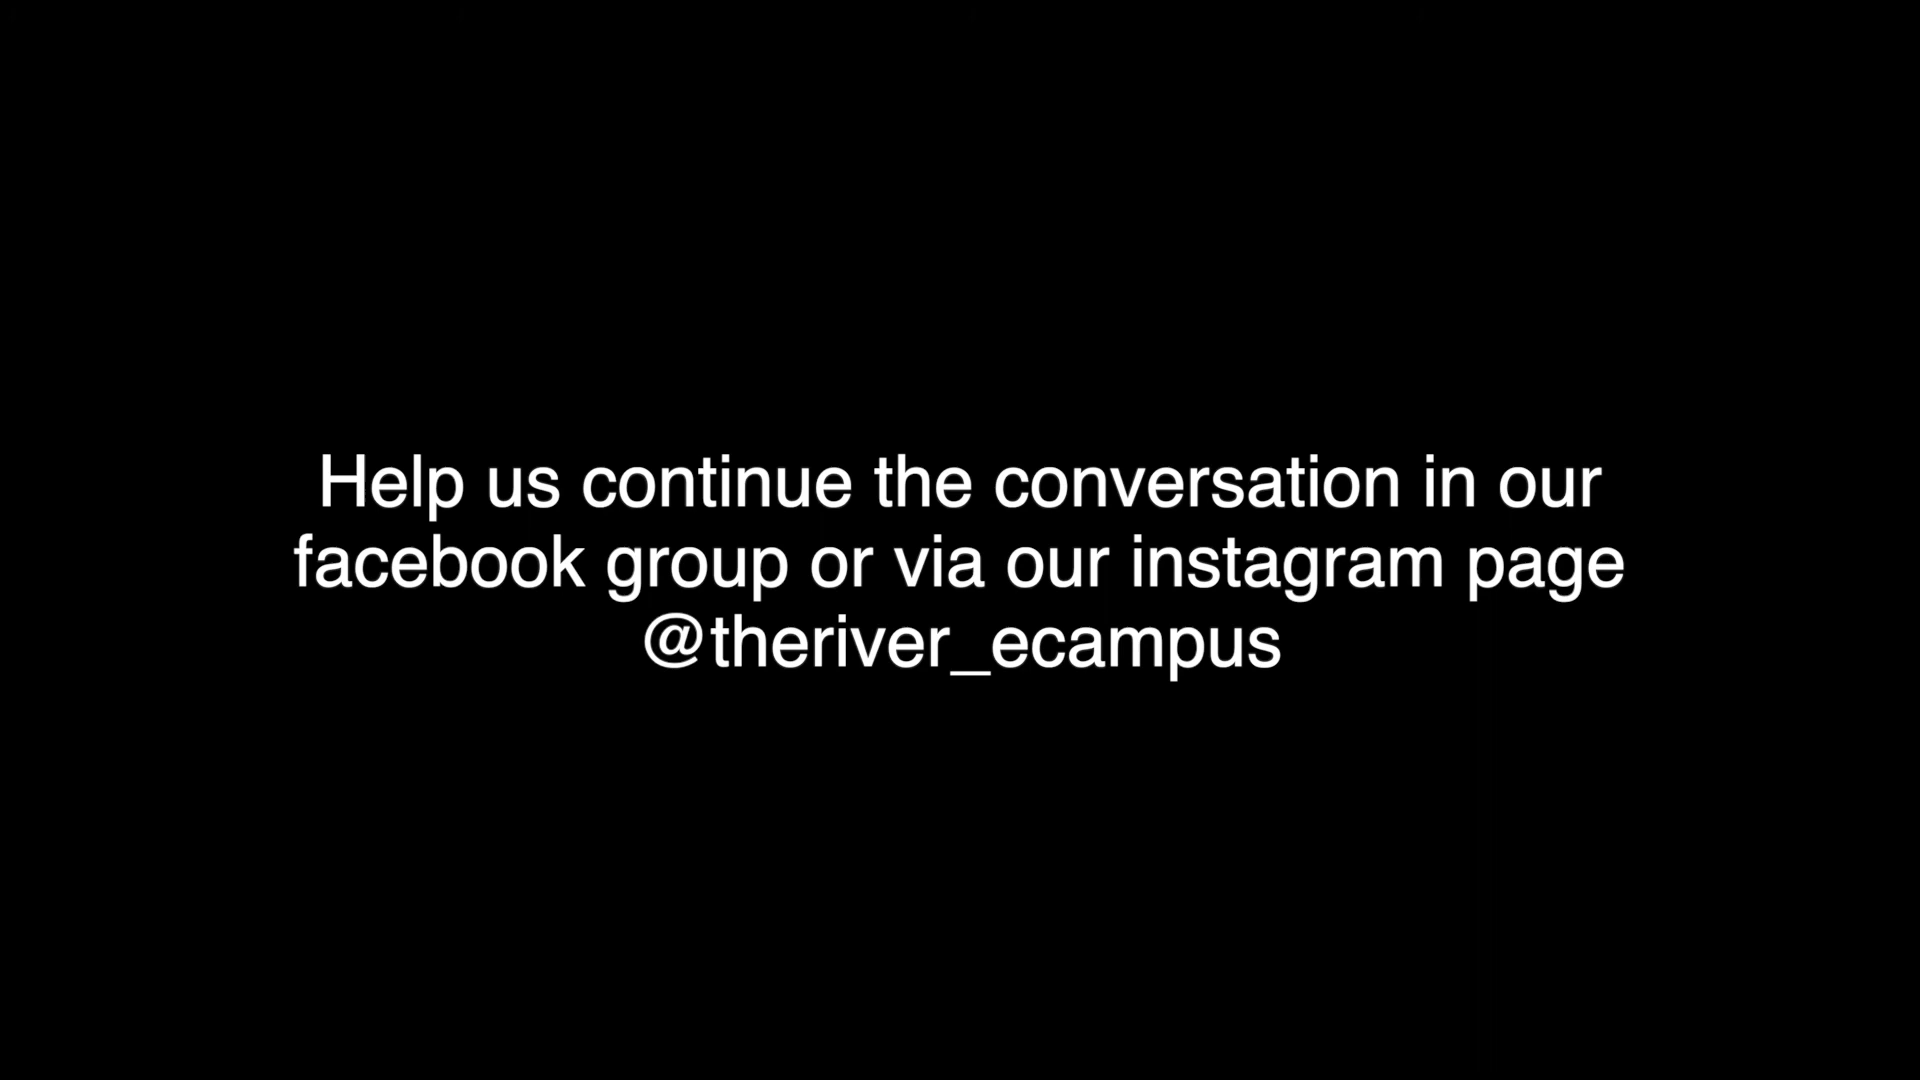 Help us continue the conversation in our
facebook group or via our instagram page
@theriver_ecampus